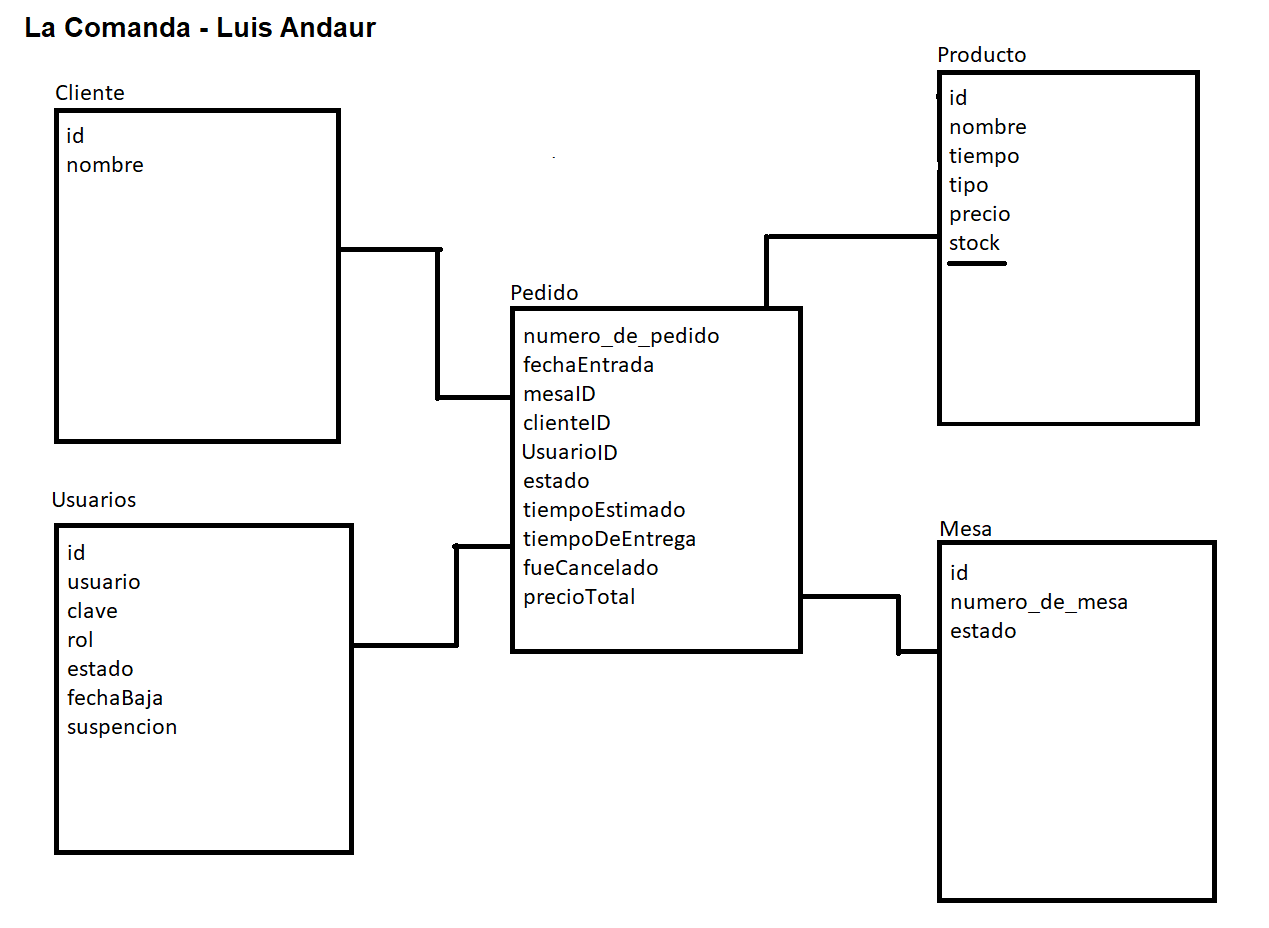 La Comanda - Luis Andaur
Cliente
id
nombre
Producto
id
nombre
tiempo
tipo
precio
stock
Pedido
numero_de_pedido
fechaEntrada
mesaID
clienteID
UsuarioID
estado
tiempoEstimado
tiempoDeEntrega
fueCancelado
precioTotal
Usuarios
id
usuario
clave
rol
estado
fechaBaja
suspencion
Mesa
id
numero_de_mesa
estado